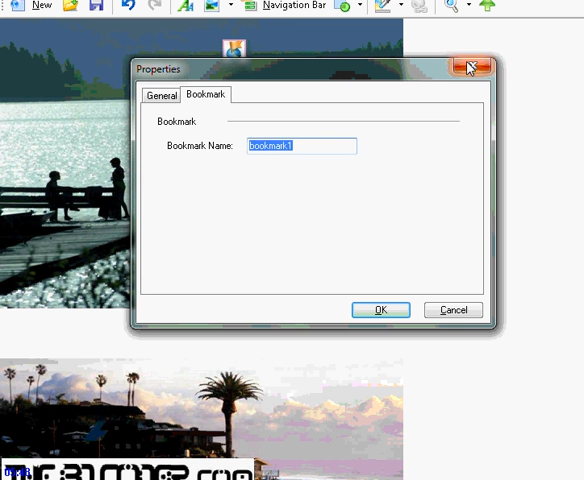 New
Navigation Bar
Properties
General
Bookmark
Bookmark
Bookmark Name:
bookmark1
OK
Cancel